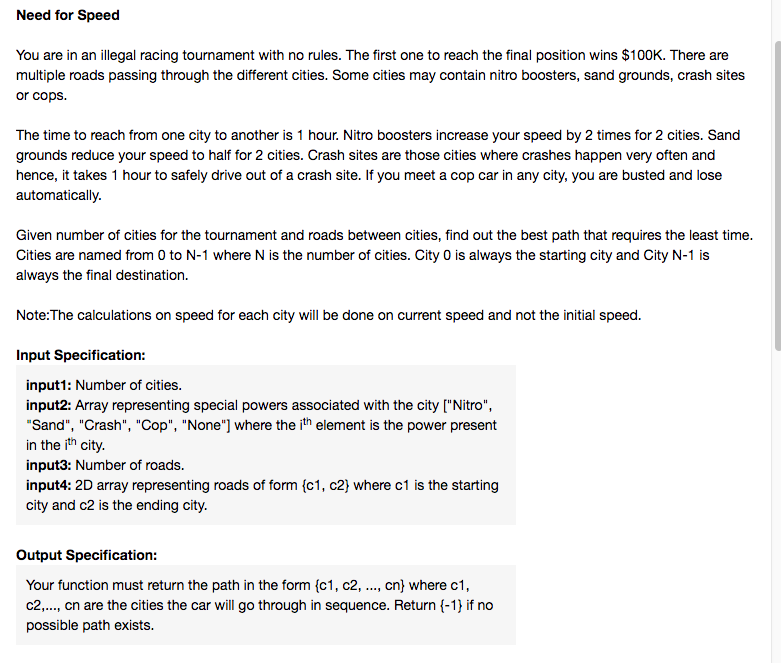 Need for Speed
You are in an illegal racing tournament with no rules. The first one to reach the final position wins $100K. There are
multiple roads passing through the different cities. Some cities may contain nitro boosters, sand grounds, crash sites
or cops.
The time to reach from one city to another is 1 hour. Nitro boosters increase your speed by 2 times for 2 cities. Sand
grounds reduce your speed to half for 2 cities. Crash sites are those cities where crashes happen very often and
hence, it takes 1 hour to safely drive out of a crash site. If you meet a cop car in any city, you are busted and lose
automatically.
Given number of cities for the tournament and roads between cities, find out the best path that requires the least time.
Cities are named from 0 to N-1 where N is the number of cities. City 0 is always the starting city and City N-1 is
always the final destination.
Note:The calculations on speed for each city will be done on current speed and not the initial speed.
Input Specification:
input1: Number of cities.
input2: Array representing special powers associated with the city ["Nitro",
"Sand", "Crash", "Cop", "None"] where the ith element is the power present
in the ith city.
input3: Number of roads.
input4: 2D array representing roads of form {c1, c2} where c1 is the starting
city and c2 is the ending city.
Output Specification:
Your function must return the path in the form {c1, c2, ..., cn} where c1,
c2,..., cn are the cities the car will go through in sequence. Return {-1} if no
possible path exists.